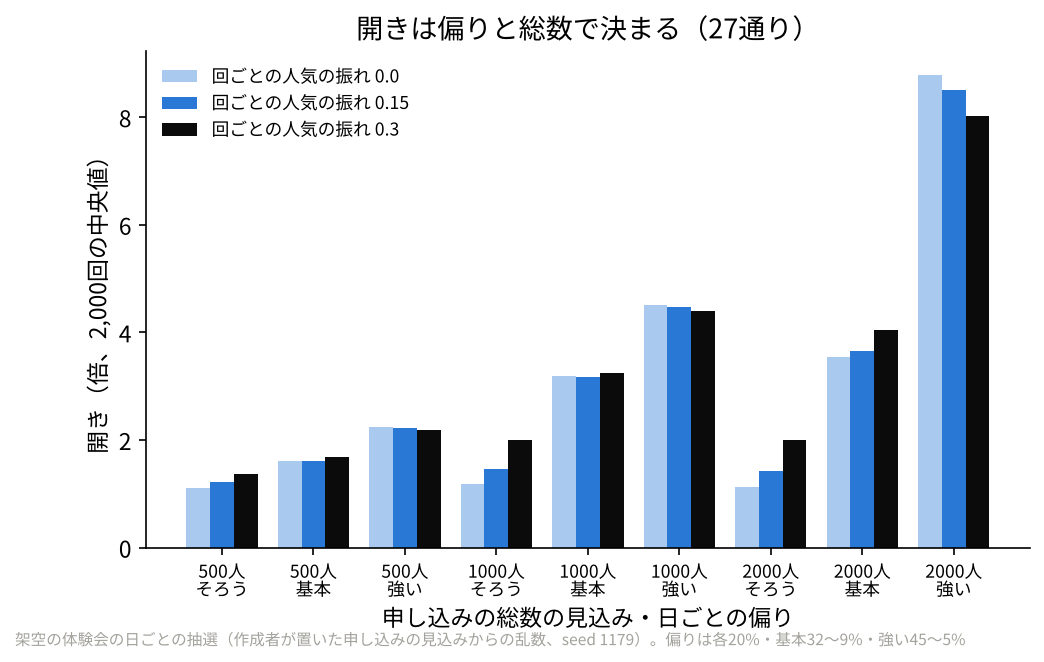 開きは偏りと総数で決まる（27通り）
回ごとの人気の振れ 0.0
回ごとの人気の振れ 0.15
回ごとの人気の振れ 0.3
開き（倍、2,000回の中央値）
8
6
4
2
0
500人
そろう
500人
基本
500人
強い
1000人
そろう
1000人
基本
1000人
強い
2000人
そろう
2000人
基本
2000人
強い
申し込みの総数の見込み・日ごとの偏り
架空の体験会の日ごとの抽選（作成者が置いた申し込みの見込みからの乱数、seed 1179）。偏りは各20%・基本32〜9%・強い45〜5%